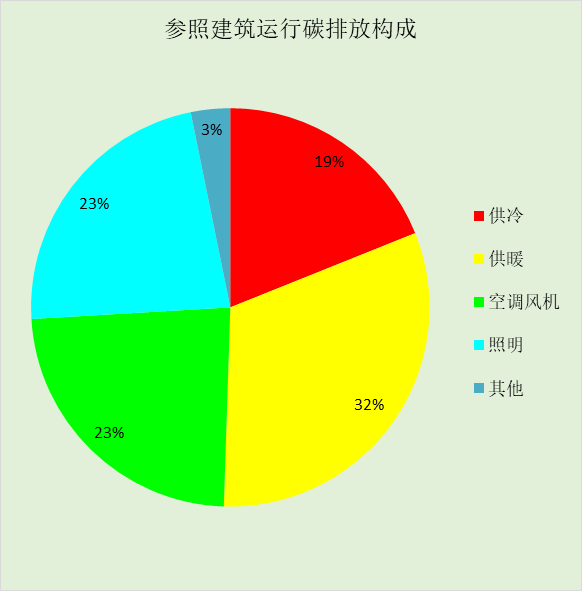 参照建筑运行碳排放构成
3%
19%
23%
32%
23%
供冷
供暖
空调风机
照明
其他